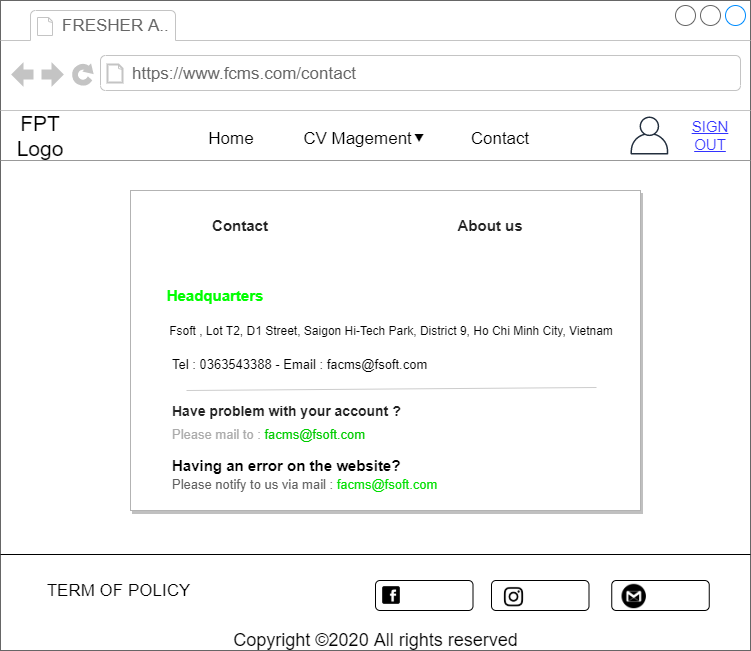 FRESHER A..
https://www.fcms.com/contact
FPT
Logo
Home
CV Magement▼
Contact
SIGN
OUT
Contact
About us
Headquarters
Fsoft , Lot T2, D1 Street, Saigon Hi-Tech Park, District 9, Ho Chi Minh City, Vietnam
Tel : 0363543388 - Email : facms@fsoft.com
Have problem with your account ?
Please mail to : facms@fsoft.com
Having an error on the website?
Please notify to us via mail : facms@fsoft.com
TERM OF POLICY
Copyright ©2020 All rights reserved